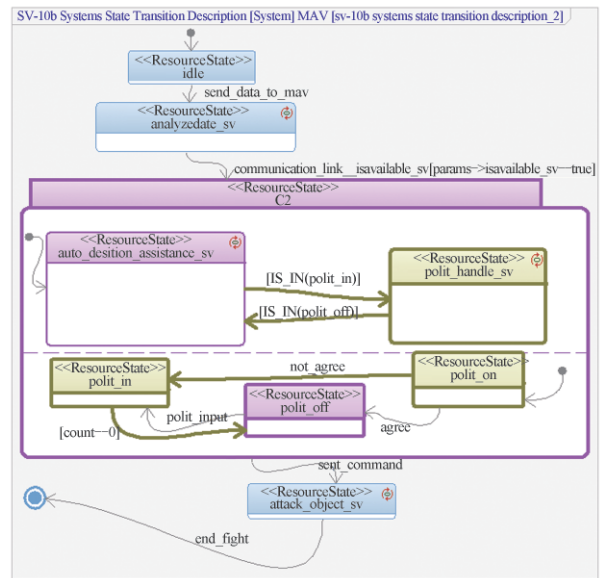 SV-10b Systems State Transition Description [System] MAV [sv-10b systems state transition description_2]
<<ResourceState>>
idle
send_data_to_mav
<<ResourceState>>
analyzedate_sv
communication_link__isavailable_sv[params->isavailable_sv==true]
<<ResourceState>>
C2
<<ResourceState>>
auto_desition_assistance_sv
<<ResourceState>>
polit_handle_sv
[IS_IN(polit_in)]
[IS_IN(polit_off)]
<<ResourceState>>
polit_in
not_agree
<<ResourceState>>
polit_on
<<ResourceState>>
polit_off
polit_input
agree
[count==0]
sent_command
<<ResourceState>>
attack_object_sv
end_fight